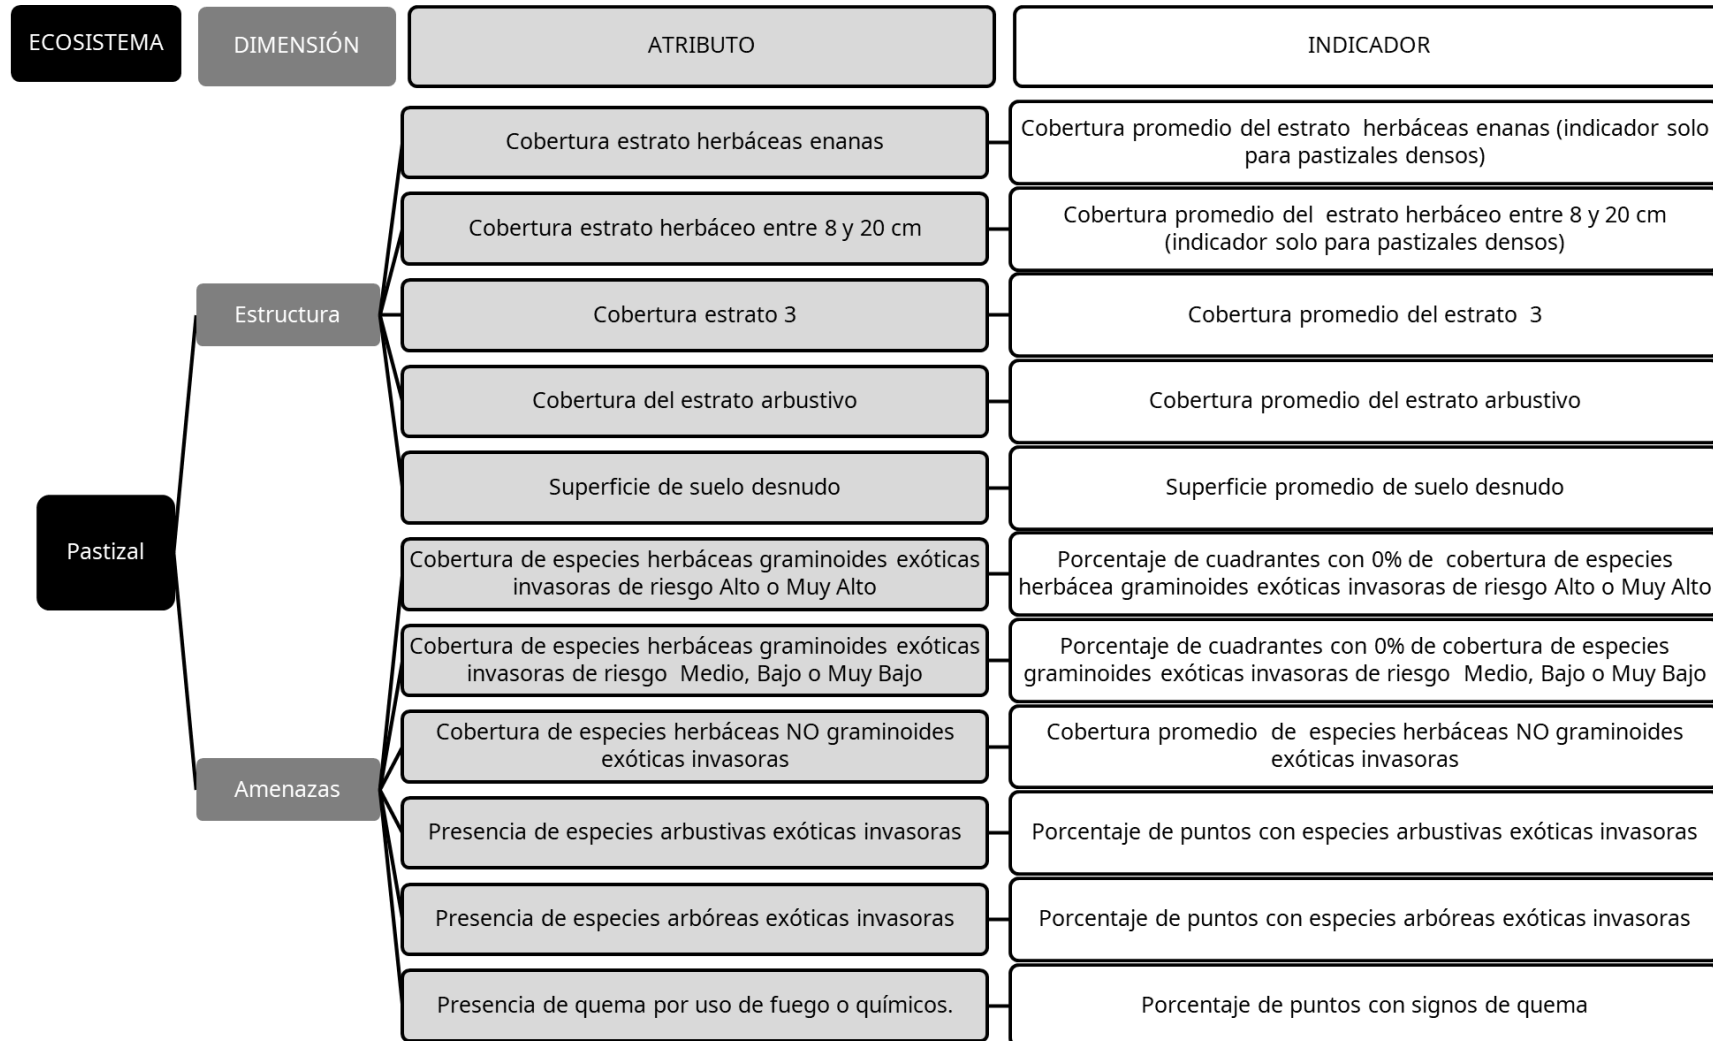 ECOSISTEMA
DIMENSIÓN
ATRIBUTO
INDICADOR
Pastizal
Estructura
Cobertura estrato herbáceas enanas
Cobertura promedio del estrato herbáceas enanas (indicador solo
para pastizales densos)
Cobertura estrato herbáceo entre 8 y 20 cm
Cobertura promedio del estrato herbáceo entre 8 y 20 cm
(indicador solo para pastizales densos)
Cobertura estrato 3
Cobertura promedio del estrato 3
Cobertura del estrato arbustivo
Cobertura promedio del estrato arbustivo
Superficie de suelo desnudo
Superficie promedio de suelo desnudo
Amenazas
Cobertura de especies herbáceas graminoides exóticas
invasoras de riesgo Alto o Muy Alto
Porcentaje de cuadrantes con 0% de cobertura de especies
herbácea graminoides exóticas invasoras de riesgo Alto o Muy Alto
Cobertura de especies herbáceas graminoides exóticas
invasoras de riesgo Medio, Bajo o Muy Bajo
Porcentaje de cuadrantes con 0% de cobertura de especies
graminoides exóticas invasoras de riesgo Medio, Bajo o Muy Bajo
Cobertura de especies herbáceas NO graminoides
exóticas invasoras
Cobertura promedio de especies herbáceas NO graminoides
exóticas invasoras
Presencia de especies arbustivas exóticas invasoras
Porcentaje de puntos con especies arbustivas exóticas invasoras
Presencia de especies arbóreas exóticas invasoras
Porcentaje de puntos con especies arbóreas exóticas invasoras
Presencia de quema por uso de fuego o químicos.
Porcentaje de puntos con signos de quema